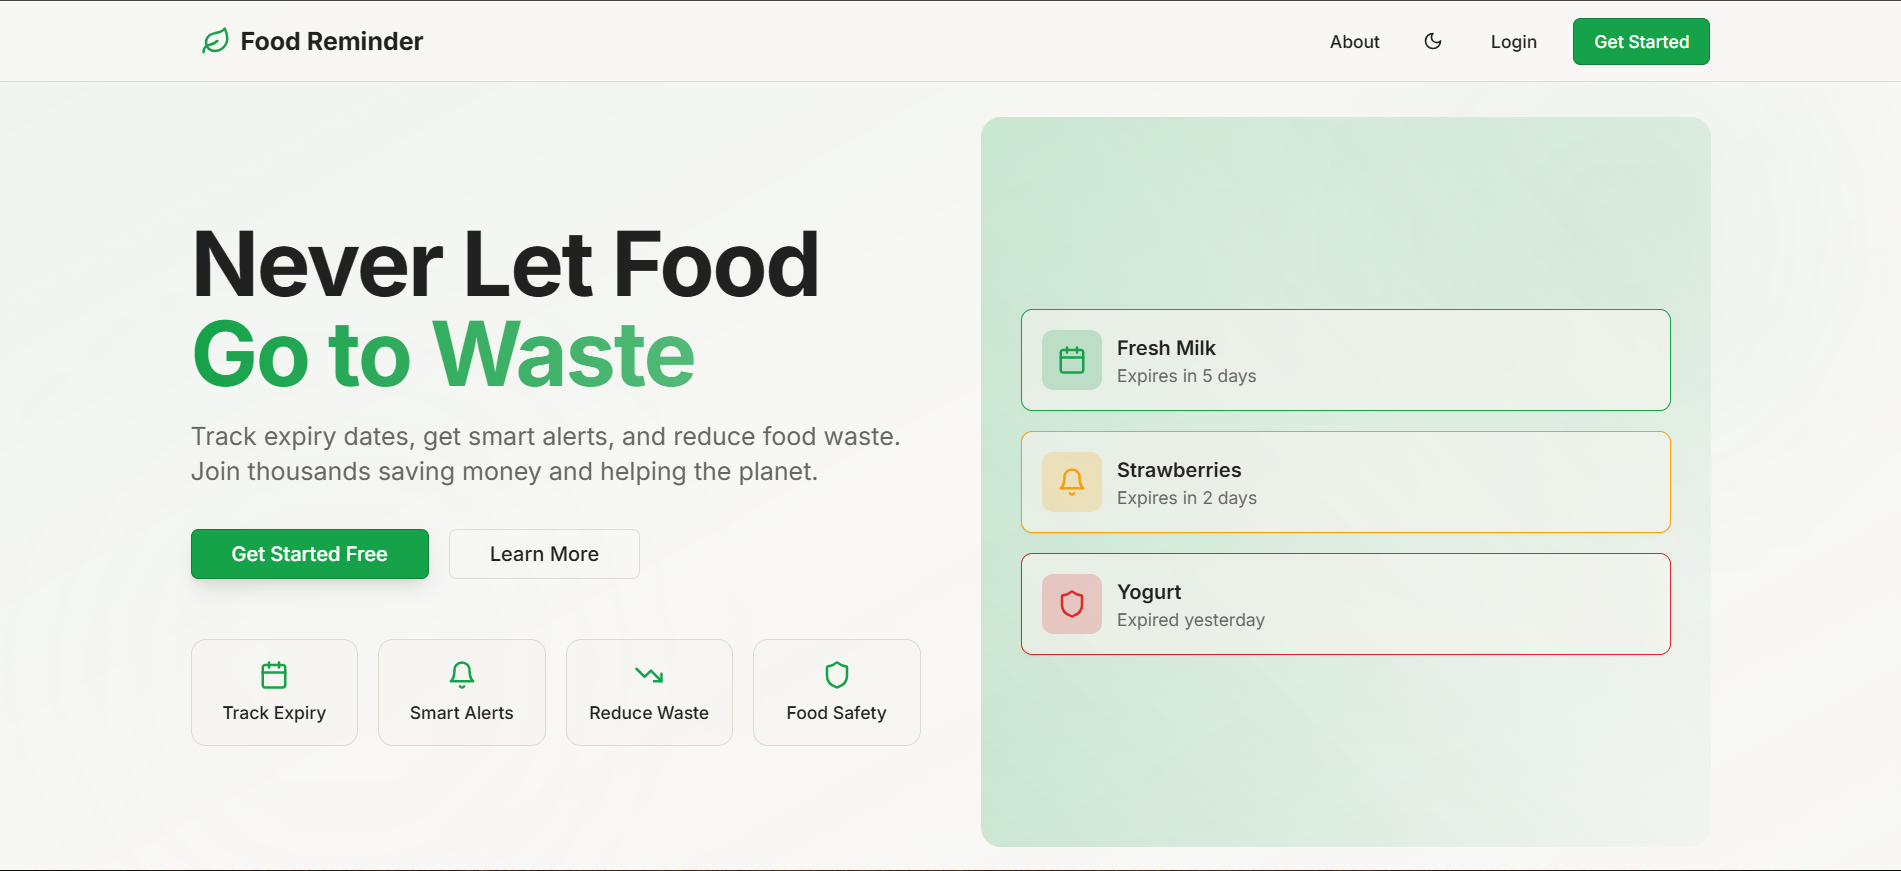 Food Reminder
About
Login
Get Started
Never Let Food
Go to Waste
Track expiry dates, get smart alerts, and reduce food waste.
Join thousands saving money and helping the planet.
Get Started Free
Learn More
Track Expiry
Smart Alerts
Reduce Waste
Food Safety
Fresh Milk
Expires in 5 days
Strawberries
Expires in 2 days
Yogurt
Expired yesterday